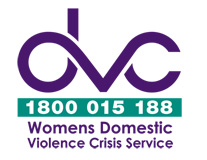 dvc
1800 015 188
Womens Domestic
Violence Crisis Service